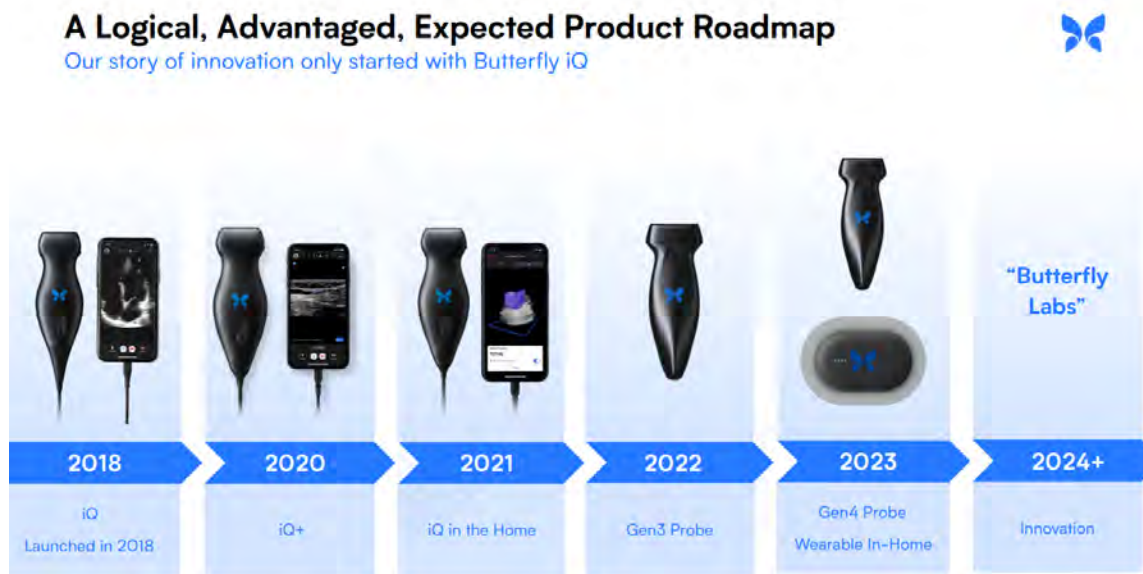 A Logical, Advantaged, Expected Product Roadmap
Our story of innovation only started with Butterfly iQ
“Butterfly
Labs”
2018
2020
2021
2022
2023
2024+
iQ
Launched in 2018
iQ+
iQ in the Home
Gen3 Probe
Gen4 Probe
Wearable In-Home
Innovation